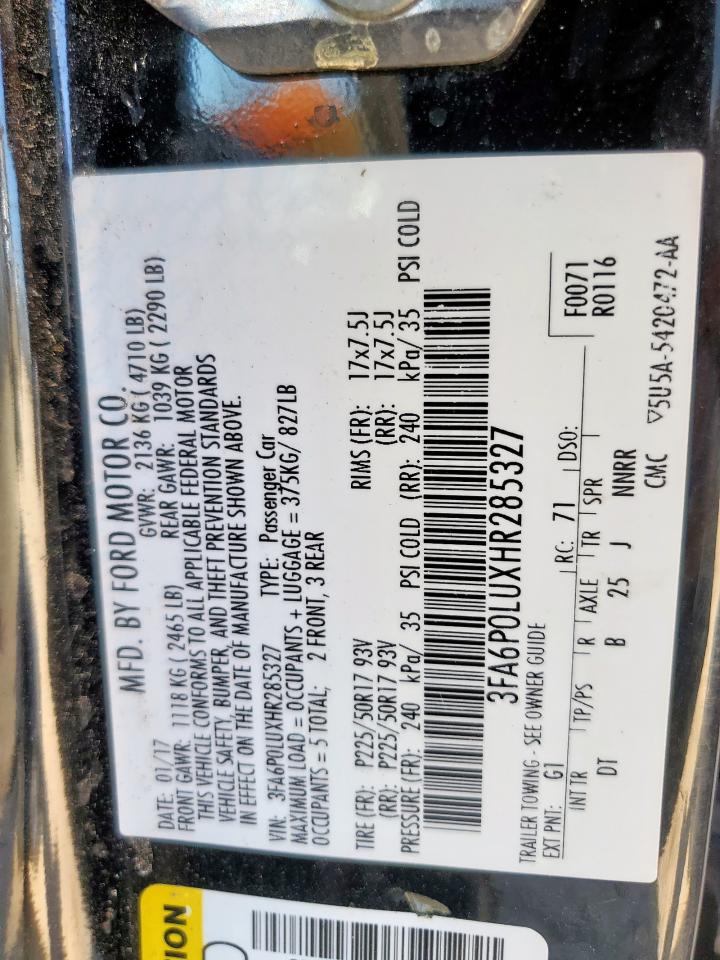 MFD. BY FORD MOTOR CO.
DATE: 01/17 GVWR: 2136 KG ( 4710 LB)
FRONT GAWR: 1118 KG ( 2465 LB) REAR GAWR: 1039 KG ( 2290 LB)
THIS VEHICLE CONFORMS TO ALL APPLICABLE FEDERAL MOTOR
VEHICLE SAFETY, BUMPER, AND THEFT PREVENTION STANDARDS
IN EFFECT ON THE DATE OF MANUFACTURE SHOWN ABOVE.
VIN: 3FA6P0LUXHR285327 TYPE: Passenger Car
MAXIMUM LOAD = OCCUPANTS + LUGGAGE = 375KG/ 827LB
OCCUPANTS = 5 TOTAL; 2 FRONT, 3 REAR
TIRE (FR): P225/50R17 93V RIMS (FR): 17x7.5J
(RR): P225/50R17 93V (RR): 17x7.5J
PRESSURE (FR): 240 kPa/ 35 PSI COLD (RR): 240 kPa/ 35 PSI COLD
3FA6P0LUXHR285327
TRAILER TOWING - SEE OWNER GUIDE
EXT PNT: G1 RC: 71 DSO: F0071
R0116
INT TR TP/PS R AXLE TR SPR
DT B 25 J NNRR
CMC ▽5U5A-5420472-AA
TION